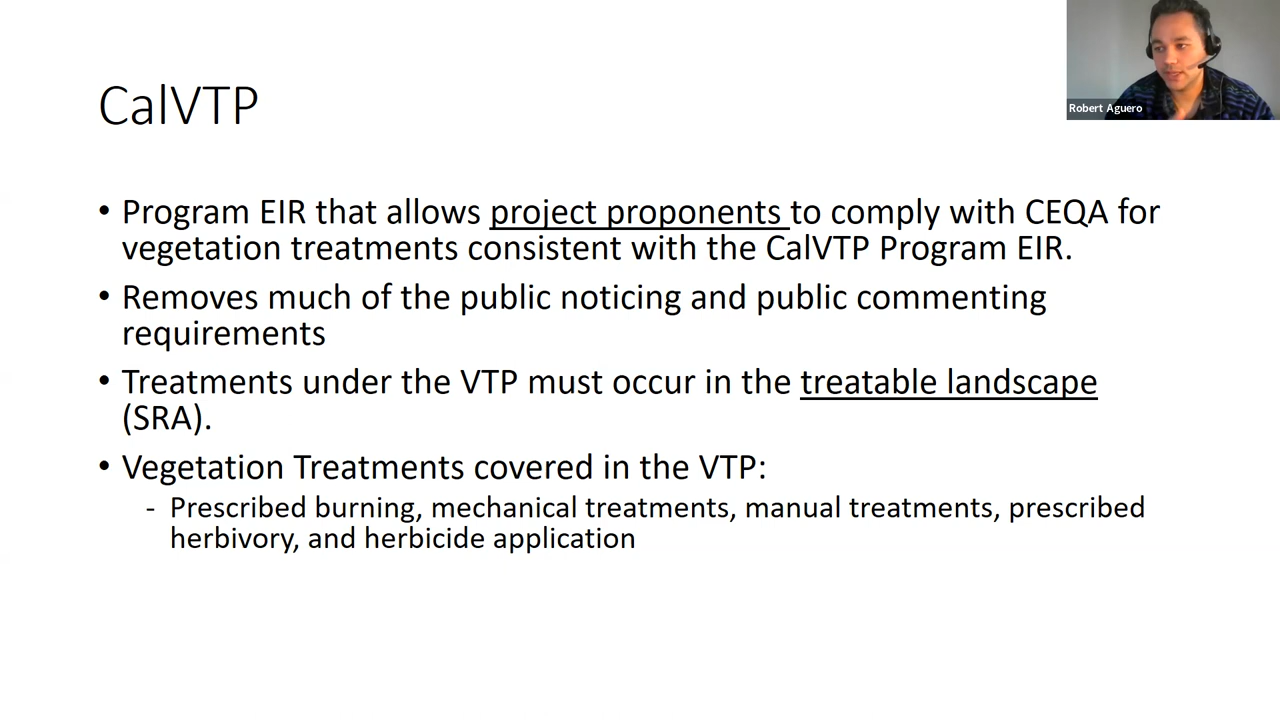 CalVTP
Robert Aguero
• Program EIR that allows project proponents to comply with CEQA for
vegetation treatments consistent with the CalVTP Program EIR.
• Removes much of the public noticing and public commenting
requirements
• Treatments under the VTP must occur in the treatable landscape
(SRA).
• Vegetation Treatments covered in the VTP:
- Prescribed burning, mechanical treatments, manual treatments, prescribed
herbivory, and herbicide application